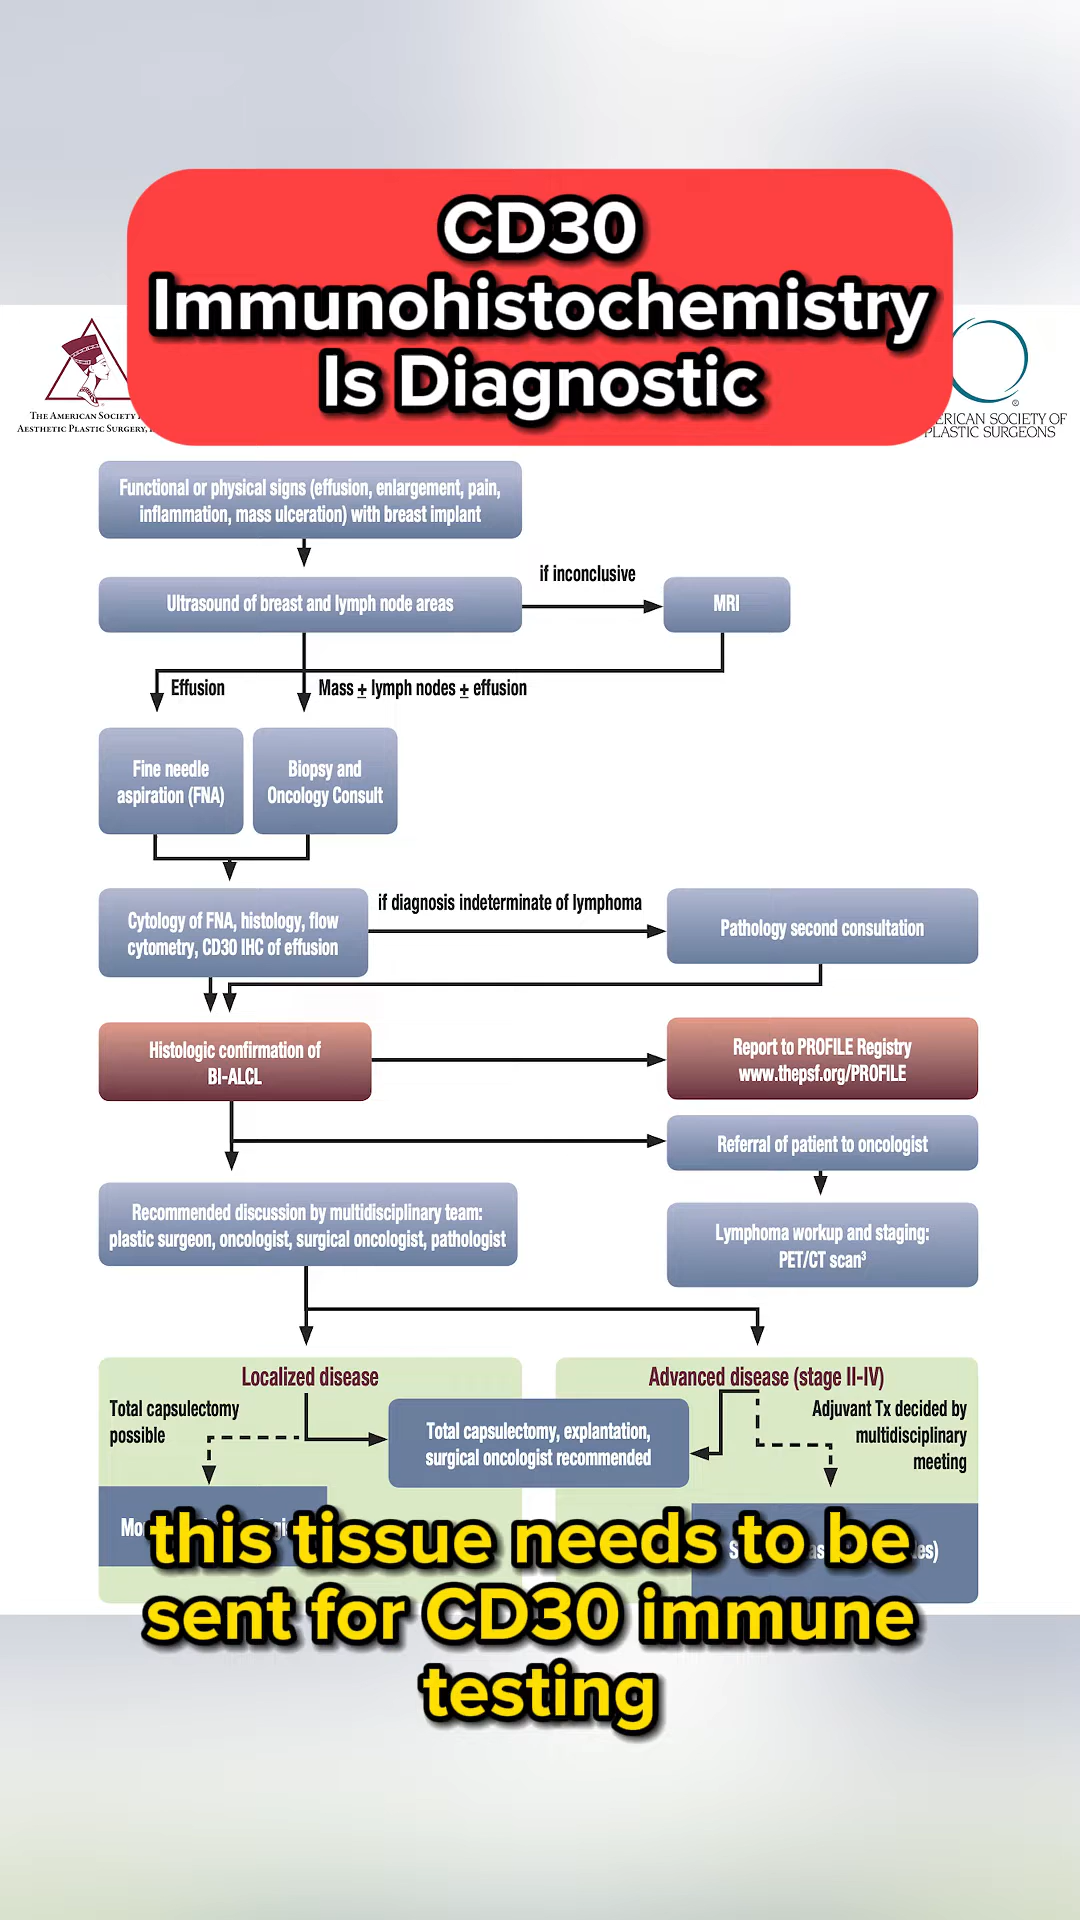 CD30
Immunohistochemistry
Is Diagnostic
THE AMERICAN SOCIETY
AESTHETIC PLASTIC SURGERY,
SOCIETY OF
PLASTIC SURGEONS
®
Functional or physical signs (effusion, enlargement, pain,
inflammation, mass ulceration) with breast implant
Ultrasound of breast and lymph node areas
if inconclusive
MRI
Effusion
Mass ± lymph nodes ± effusion
Fine needle
aspiration (FNA)
Biopsy and
Oncology Consult
Cytology of FNA, histology, flow
cytometry, CD30 IHC of effusion
if diagnosis indeterminate of lymphoma
Pathology second consultation
Histologic confirmation of
BI-ALCL
Report to PROFILE Registry
www.thepsf.org/PROFILE
Referral of patient to oncologist
Recommended discussion by multidisciplinary team:
plastic surgeon, oncologist, surgical oncologist, pathologist
Lymphoma workup and staging:
PET/CT scan³
Localized disease
Total capsulectomy
possible
Total capsulectomy, explantation,
surgical oncologist recommended
Advanced disease (stage II-IV)
Adjuvant Tx decided by
multidisciplinary
meeting
this tissue needs to be
sent for CD30 immune
testing